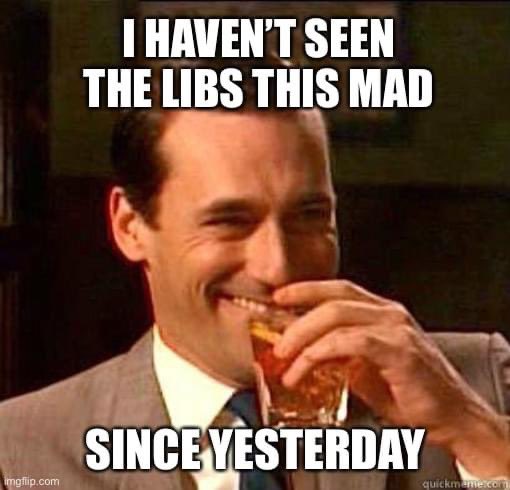 I HAVEN'T SEEN
THE LIBS THIS MAD
SINCE YESTERDAY
imgflip.com
quickmeme.com